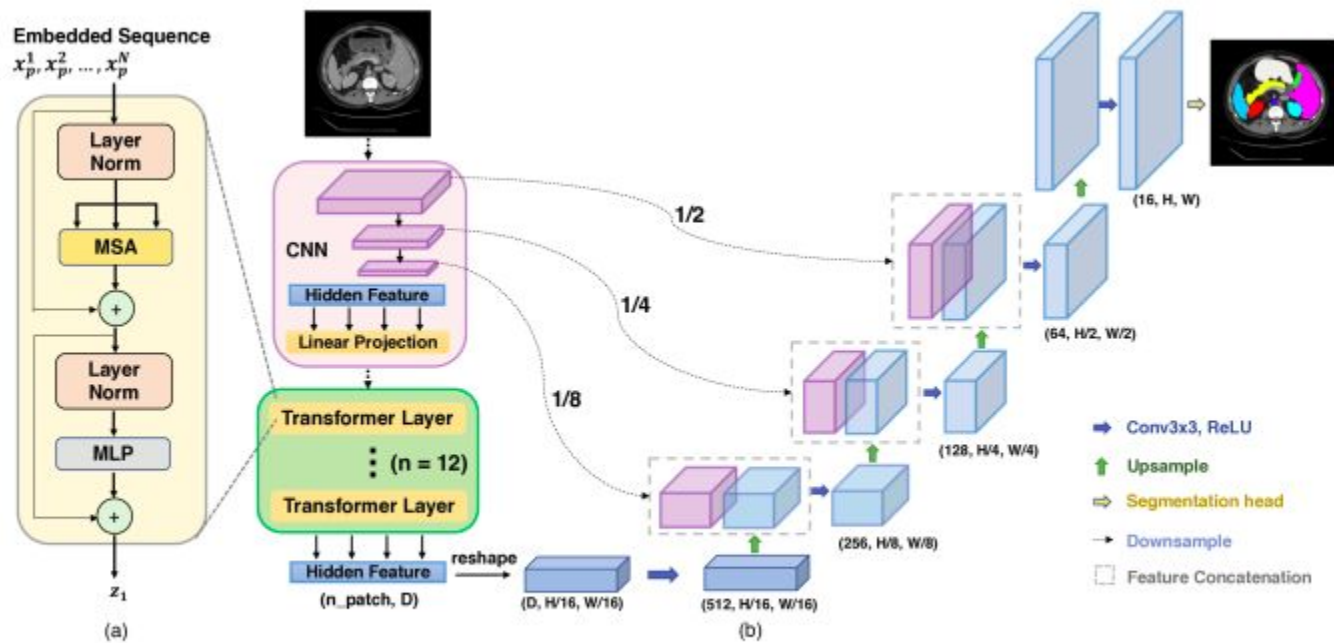 Embedded Sequence
x_p^1, x_p^2, ..., x_p^N
Layer
Norm
MSA
+
Layer
Norm
MLP
+
z_1
(a)
CNN
Hidden Feature
Linear Projection
Transformer Layer
(n = 12)
Transformer Layer
Hidden Feature
(n_patch, D)
reshape
(D, H/16, W/16)
(512, H/16, W/16)
(b)
1/2
1/4
1/8
(256, H/8, W/8)
(128, H/4, W/4)
(64, H/2, W/2)
(16, H, W)
Conv3x3, ReLU
Upsample
Segmentation head
Downsample
Feature Concatenation